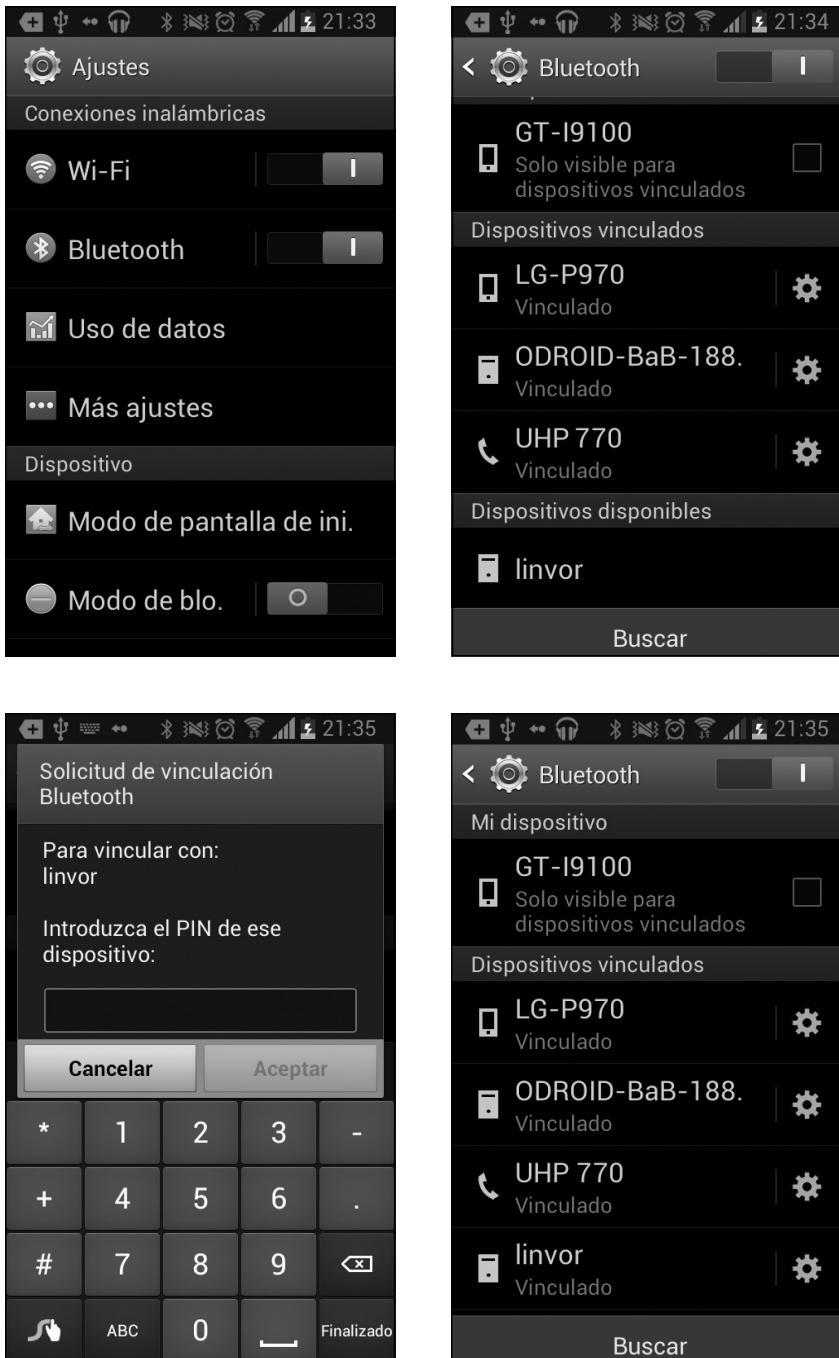 21:33
Ajustes
Conexiones inalámbricas
Wi-Fi
Bluetooth
Uso de datos
Más ajustes
Dispositivo
Modo de pantalla de ini.
Modo de blo.
21:34
Bluetooth
GT-I9100
Solo visible para
dispositivos vinculados
Dispositivos vinculados
LG-P970
Vinculado
ODROID-BaB-188.
Vinculado
UHP 770
Vinculado
Dispositivos disponibles
linvor
Buscar
21:35
Solicitud de vinculación
Bluetooth
Para vincular con:
linvor
Introduzca el PIN de ese
dispositivo:
Cancelar Aceptar
* 1 2 3 -
+ 4 5 6 .
# 7 8 9
ABC 0 Finalizado
21:35
Bluetooth
Mi dispositivo
GT-I9100
Solo visible para
dispositivos vinculados
Dispositivos vinculados
LG-P970
Vinculado
ODROID-BaB-188.
Vinculado
UHP 770
Vinculado
linvor
Vinculado
Buscar